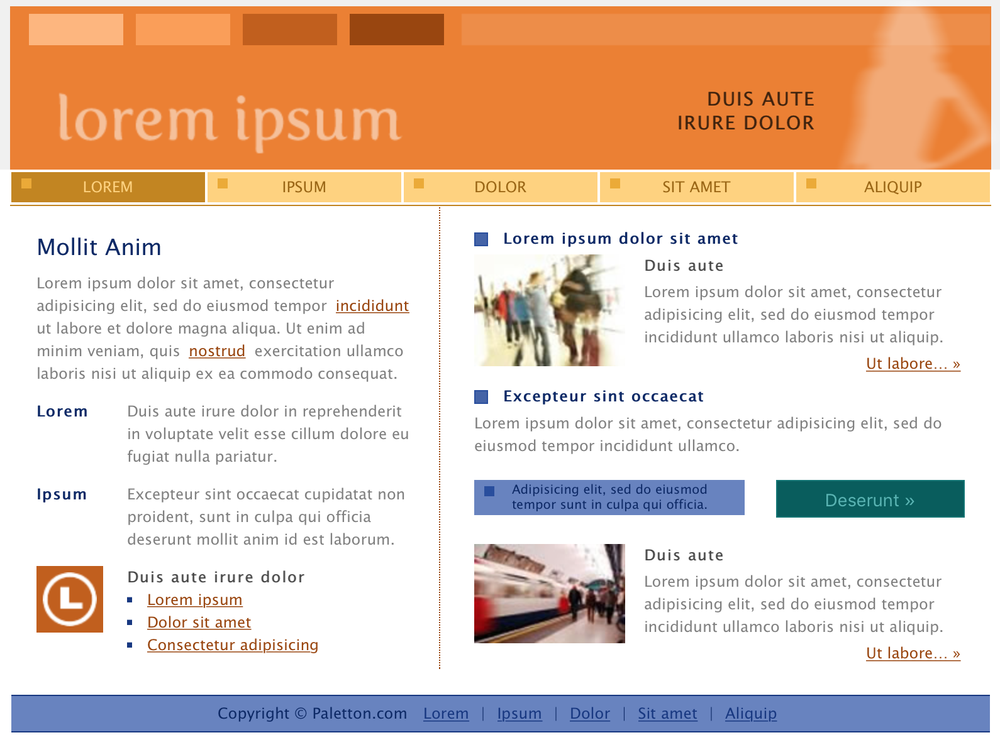 lorem ipsum
DUIS AUTE
IRURE DOLOR
LOREM
IPSUM
DOLOR
SIT AMET
ALIQUIP
Mollit Anim
Lorem ipsum dolor sit amet, consectetur
adipisicing elit, sed do eiusmod tempor incididunt
ut labore et dolore magna aliqua. Ut enim ad
minim veniam, quis nostrud exercitation ullamco
laboris nisi ut aliquip ex ea commodo consequat.
Lorem
Duis aute irure dolor in reprehenderit
in voluptate velit esse cillum dolore eu
fugiat nulla pariatur.
Ipsum
Excepteur sint occaecat cupidatat non
proident, sunt in culpa qui officia
deserunt mollit anim id est laborum.
L
Duis aute irure dolor
Lorem ipsum
Dolor sit amet
Consectetur adipisicing
Lorem ipsum dolor sit amet
Duis aute
Lorem ipsum dolor sit amet, consectetur
adipisicing elit, sed do eiusmod tempor
incididunt ullamco laboris nisi ut aliquip.
Ut labore... »
Excepteur sint occaecat
Lorem ipsum dolor sit amet, consectetur adipisicing elit, sed do
eiusmod tempor incididunt ullamco.
Adipisicing elit, sed do eiusmod
tempor sunt in culpa qui officia.
Deserunt »
Duis aute
Lorem ipsum dolor sit amet, consectetur
adipisicing elit, sed do eiusmod tempor
incididunt ullamco laboris nisi ut aliquip.
Ut labore... »
Copyright © Paletton.com Lorem | Ipsum | Dolor | Sit amet | Aliquip